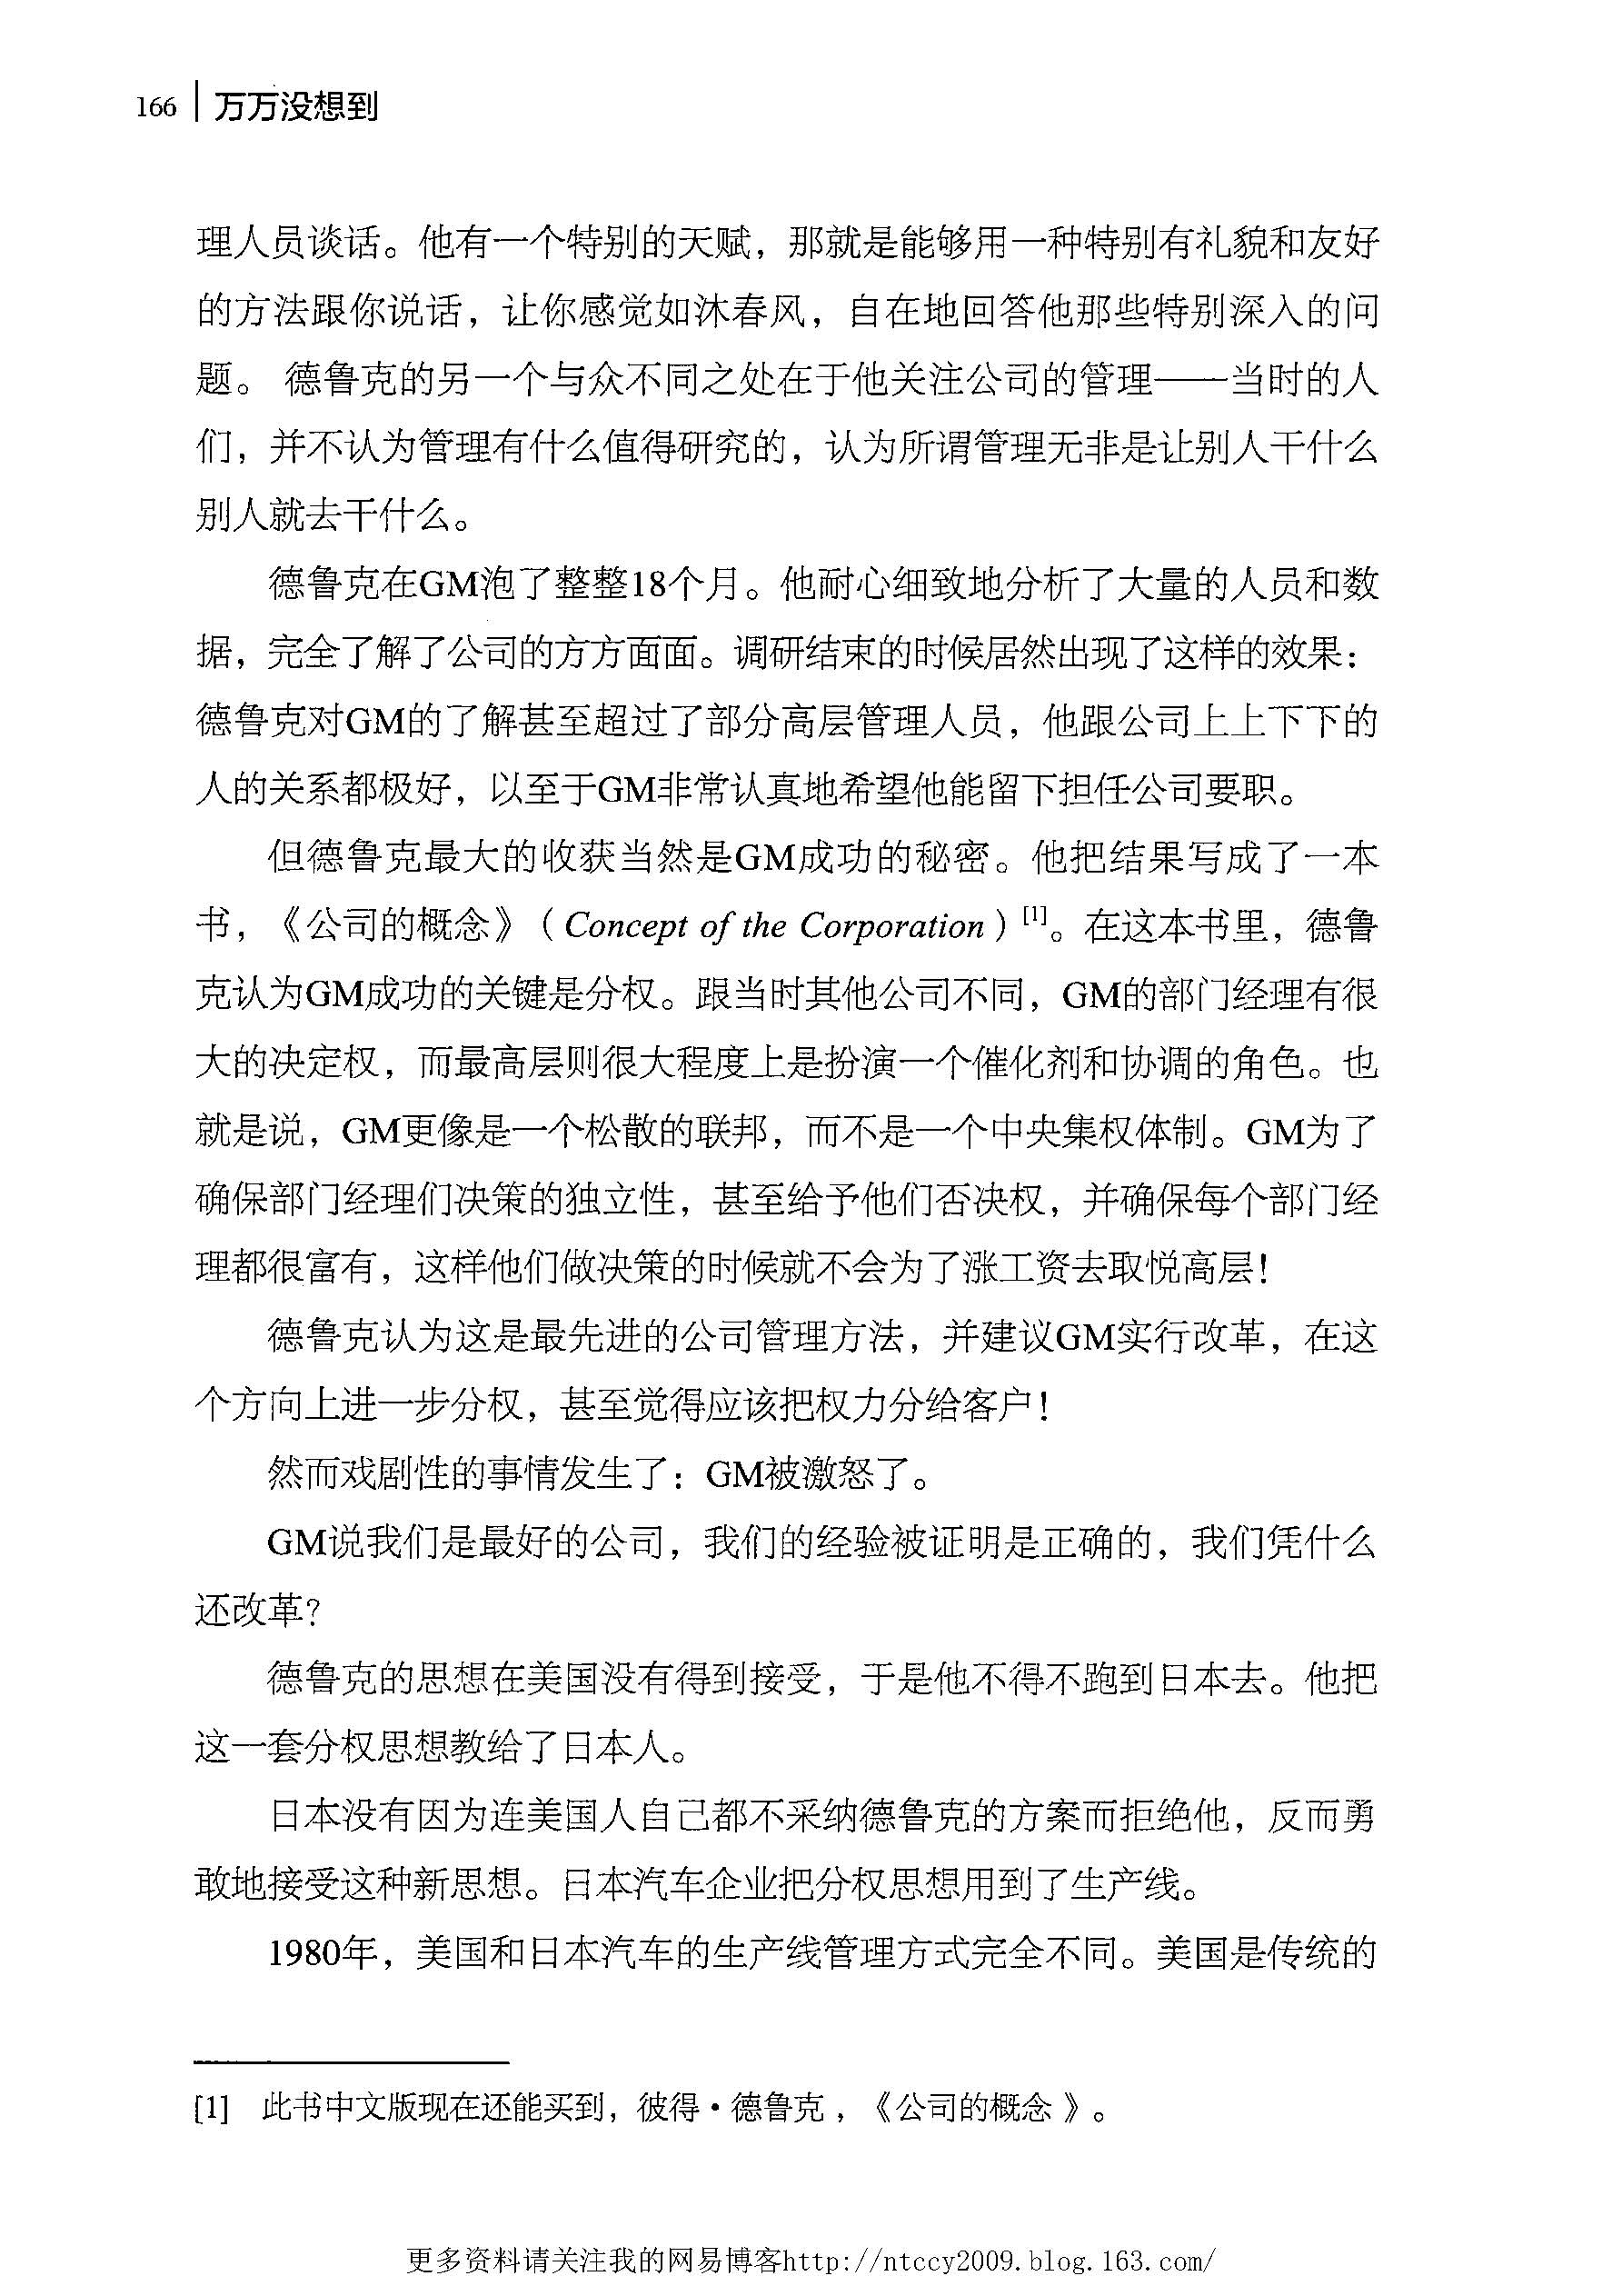 166 万万没想到
理人员谈话。他有一个特别的天赋，那就是能够用一种特别有礼貌和友好
的方法跟你说话，让你感觉如沐春风，自在地回答他那些特别深入的问
题。 德鲁克的另一个与众不同之处在于他关注公司的管理——当时的人
们，并不认为管理有什么值得研究的，认为所谓管理无非是让别人干什么
别人就去干什么。
德鲁克在GM泡了整整18个月。他耐心细致地分析了大量的人员和数
据，完全了解了公司的方方面面。调研结束的时候居然出现了这样的效果：
德鲁克对GM的了解甚至超过了部分高层管理人员，他跟公司上上下下的
人的关系都极好，以至于GM非常认真地希望他能留下担任公司要职。
但德鲁克最大的收获当然是GM成功的秘密。他把结果写成了一本
书，《公司的概念》（Concept of the Corporation）[1]。在这本书里，德鲁
克认为GM成功的关键是分权。跟当时其他公司不同，GM的部门经理有很
大的决定权，而最高层则很大程度上是扮演一个催化剂和协调的角色。也
就是说，GM更像是一个松散的联邦，而不是一个中央集权体制。GM为了
确保部门经理们决策的独立性，甚至给予他们否决权，并确保每个部门经
理都很富有，这样他们做决策的时候就不会为了涨工资去取悦高层！
德鲁克认为这是最先进的公司管理方法，并建议GM实行改革，在这
个方向上进一步分权，甚至觉得应该把权力分给客户！
然而戏剧性的事情发生了：GM被激怒了。
GM说我们是最好的公司，我们的经验被证明是正确的，我们凭什么
还改革？
德鲁克的思想在美国没有得到接受，于是他不得不跑到日本去。他把
这一套分权思想教给了日本人。
日本没有因为连美国人自己都不采纳德鲁克的方案而拒绝他，反而勇
敢地接受这种新思想。日本汽车企业把分权思想用到了生产线。
1980年，美国和日本汽车的生产线管理方式完全不同。美国是传统的
[1] 此书中文版现在还能买到，彼得·德鲁克，《公司的概念》。
更多资料请关注我的网易博客http://ntccy2009.blog.163.com/